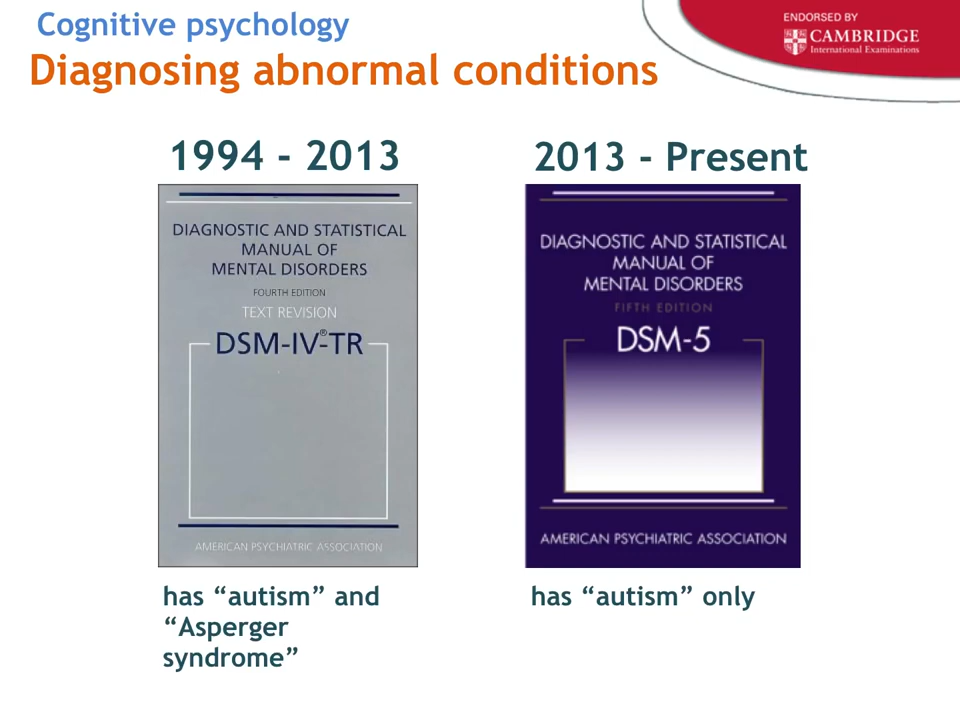 Cognitive psychology
Diagnosing abnormal conditions
ENDORSED BY
CAMBRIDGE
International Examinations
1994 - 2013
DIAGNOSTIC AND STATISTICAL
MANUAL OF
MENTAL DISORDERS
FOURTH EDITION
TEXT REVISION
DSM-IV®-TR
AMERICAN PSYCHIATRIC ASSOCIATION
has “autism” and
“Asperger
syndrome”
2013 - Present
DIAGNOSTIC AND STATISTICAL
MANUAL OF
MENTAL DISORDERS
FIFTH EDITION
DSM-5
AMERICAN PSYCHIATRIC ASSOCIATION
has “autism” only